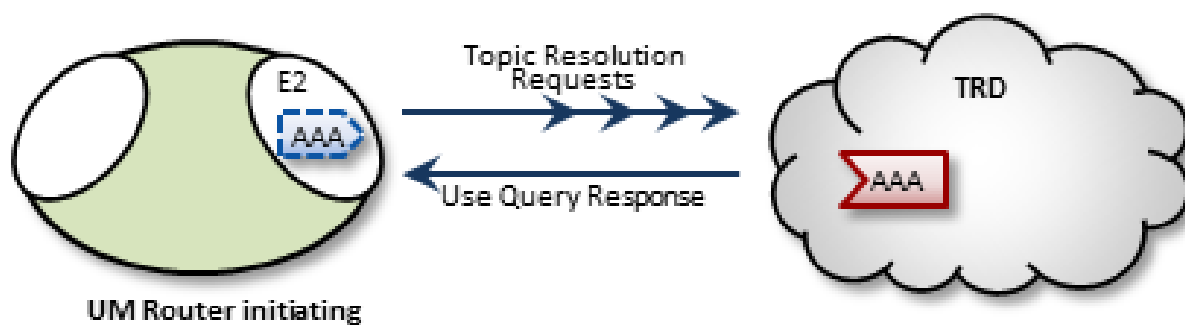 E2
AAA
Topic Resolution
Requests
Use Query Response
TRD
AAA
UM Router initiating